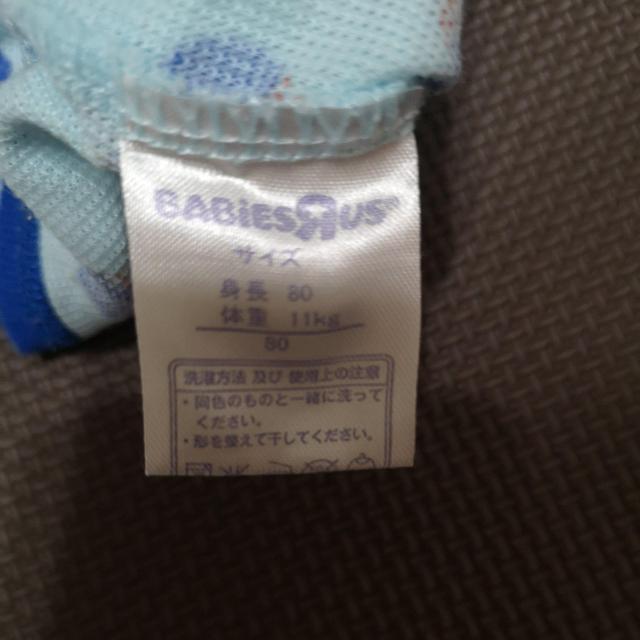 BABiES R US
サイズ
身長 80
体重 11kg
80
洗濯方法 及び 使用上の注意
・同色のものと一緒に洗って
ください。
・形を整えて干してください。